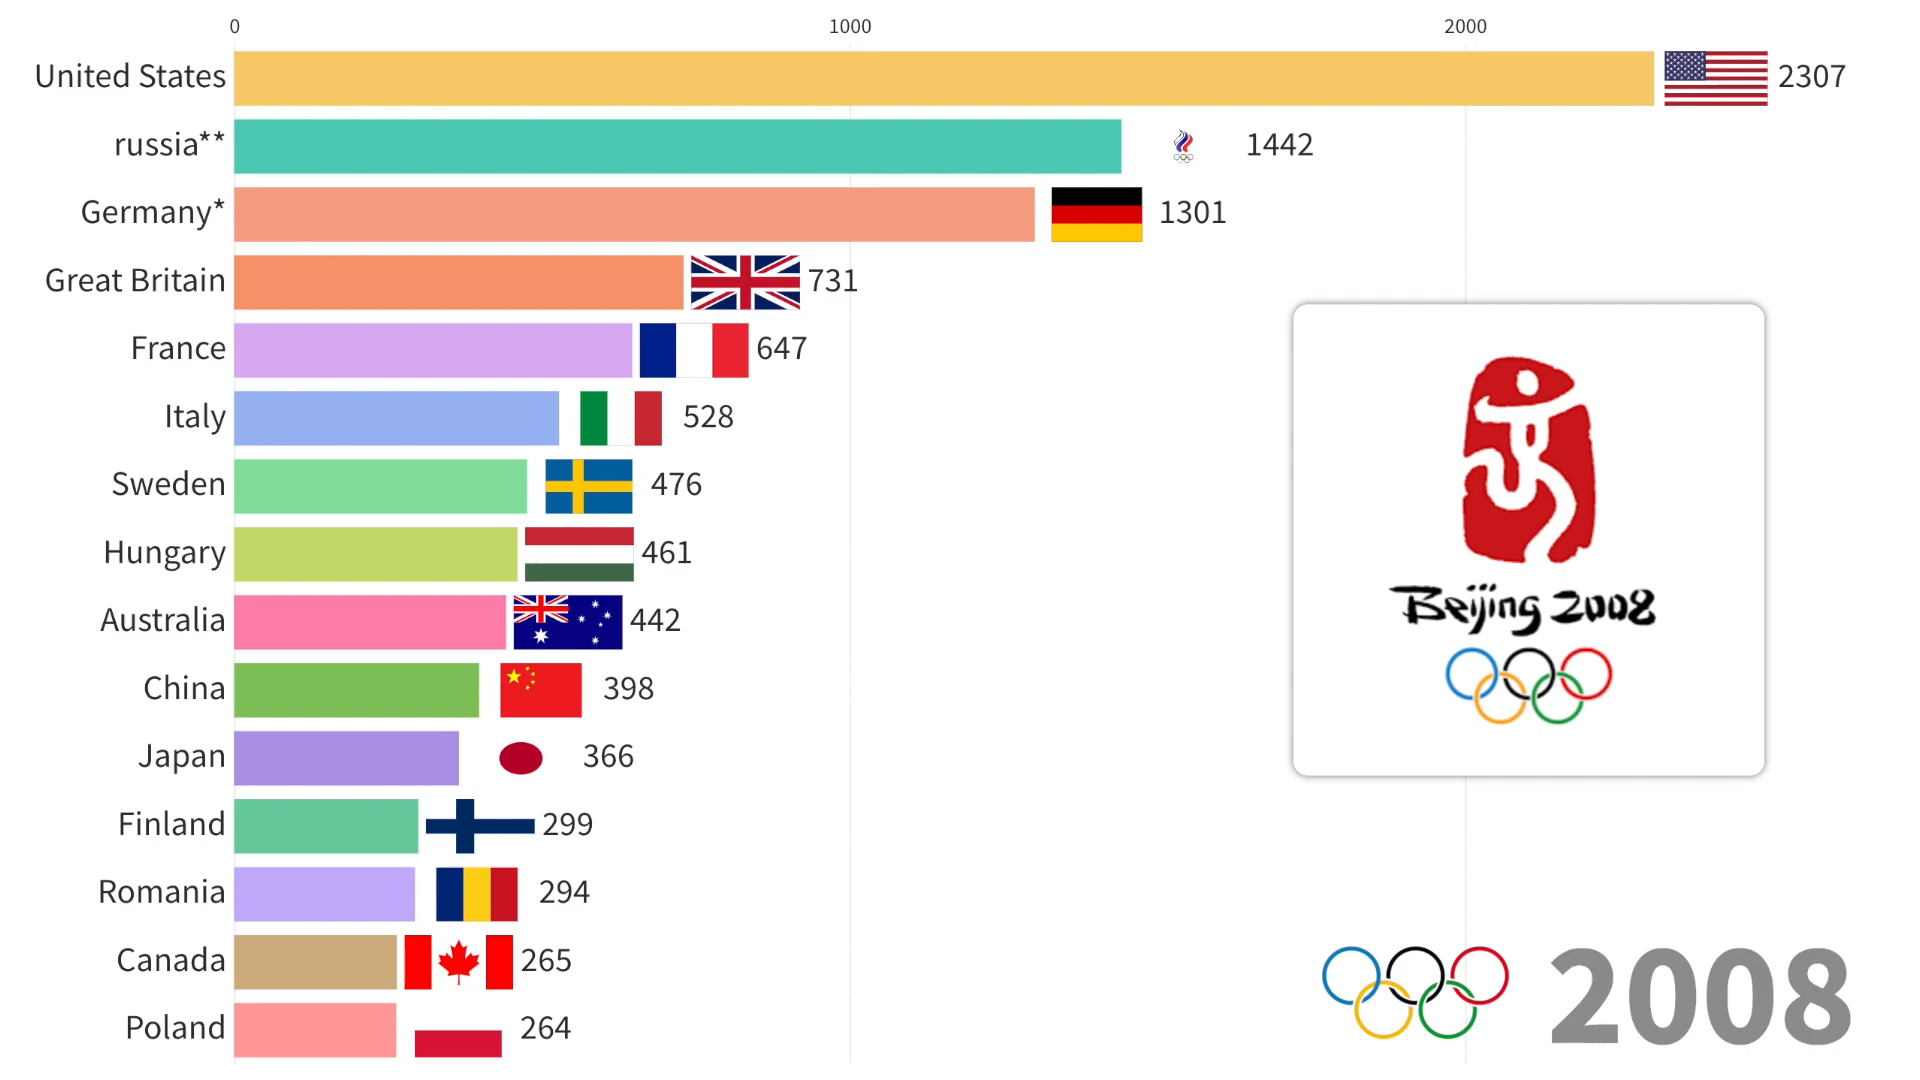 0 1000 2000
United States 2307
russia** 1442
Germany* 1301
Great Britain 731
France 647
Italy 528
Sweden 476
Hungary 461
Australia 442
China 398
Japan 366
Finland 299
Romania 294
Canada 265
Poland 264
Beijing 2008
2008